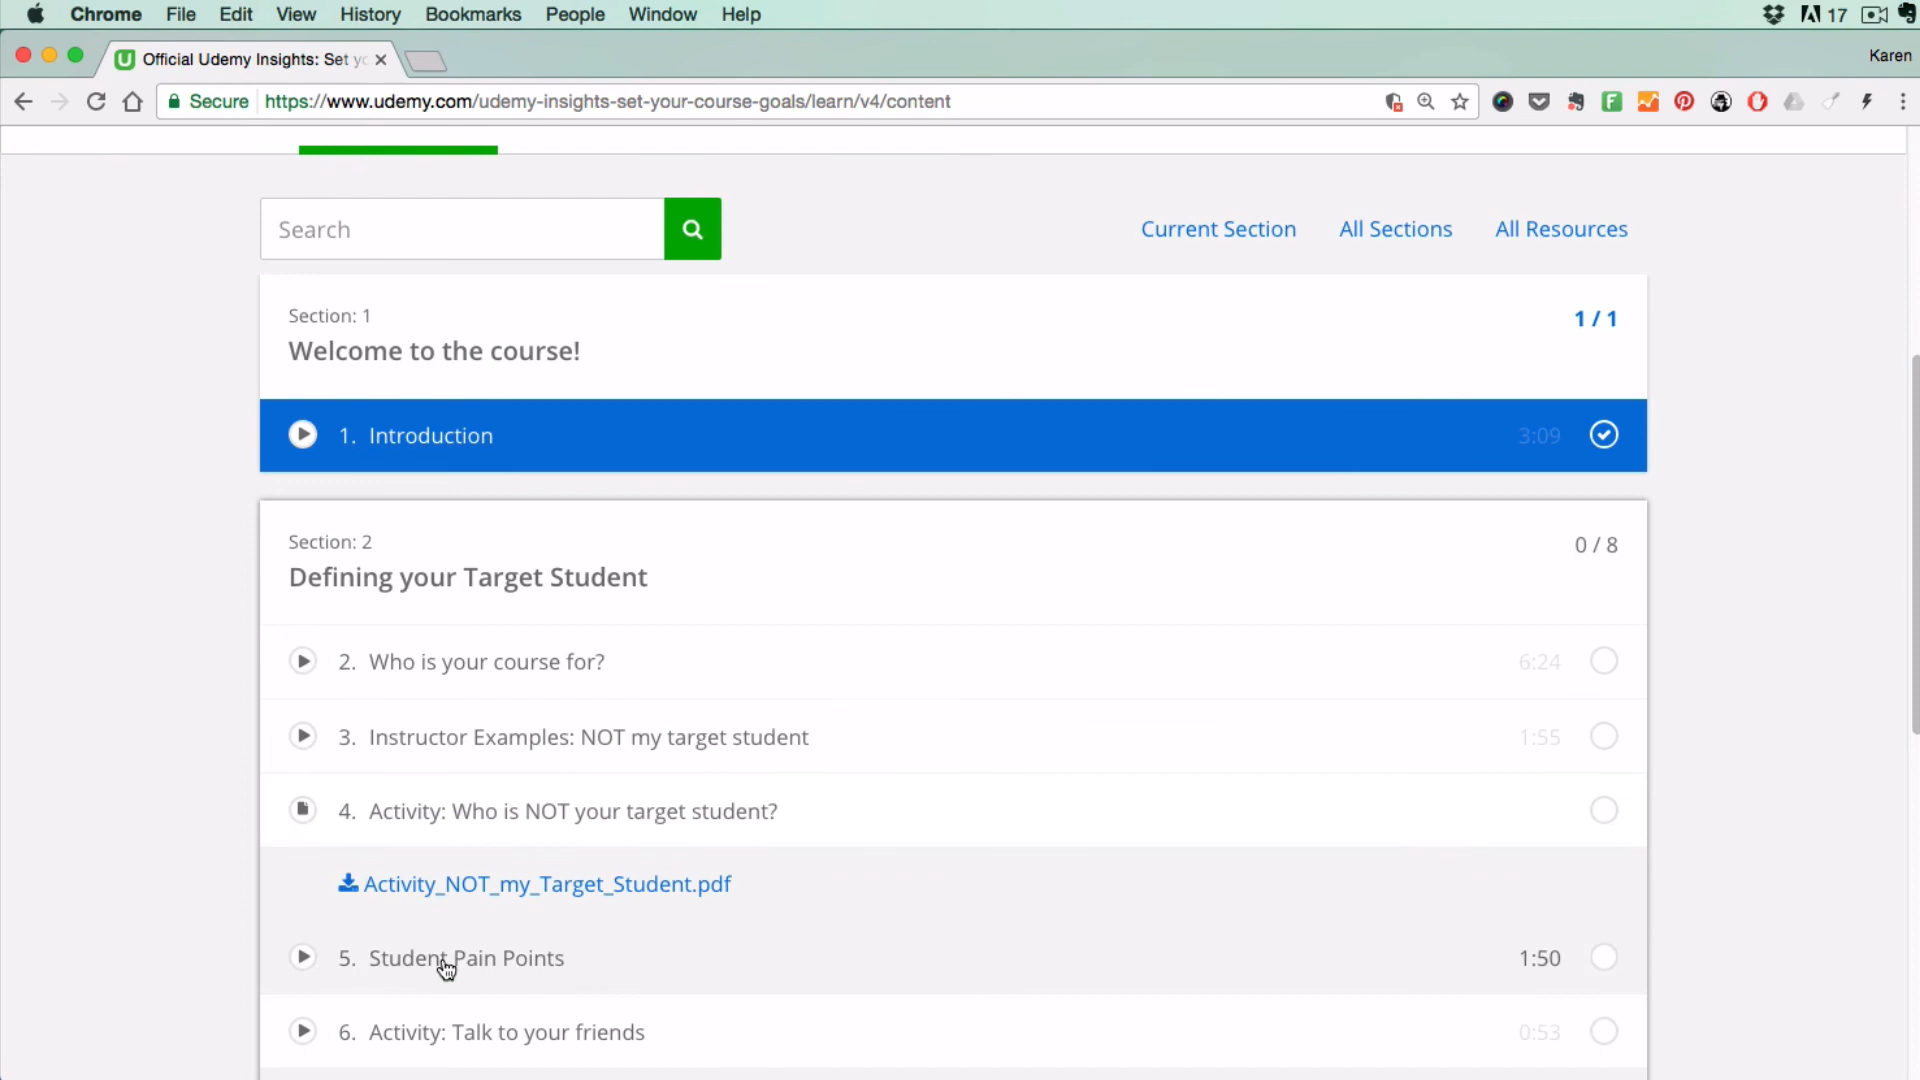 Chrome File Edit View History Bookmarks People Window Help 17
Official Udemy Insights: Set yo
Karen
Secure https://www.udemy.com/udemy-insights-set-your-course-goals/learn/v4/content
Search
Current Section All Sections All Resources
Section: 1
1 / 1
Welcome to the course!
1. Introduction 3:09
Section: 2
0 / 8
Defining your Target Student
2. Who is your course for? 6:24
3. Instructor Examples: NOT my target student 1:55
4. Activity: Who is NOT your target student?
Activity_NOT_my_Target_Student.pdf
5. Student Pain Points 1:50
6. Activity: Talk to your friends 0:53